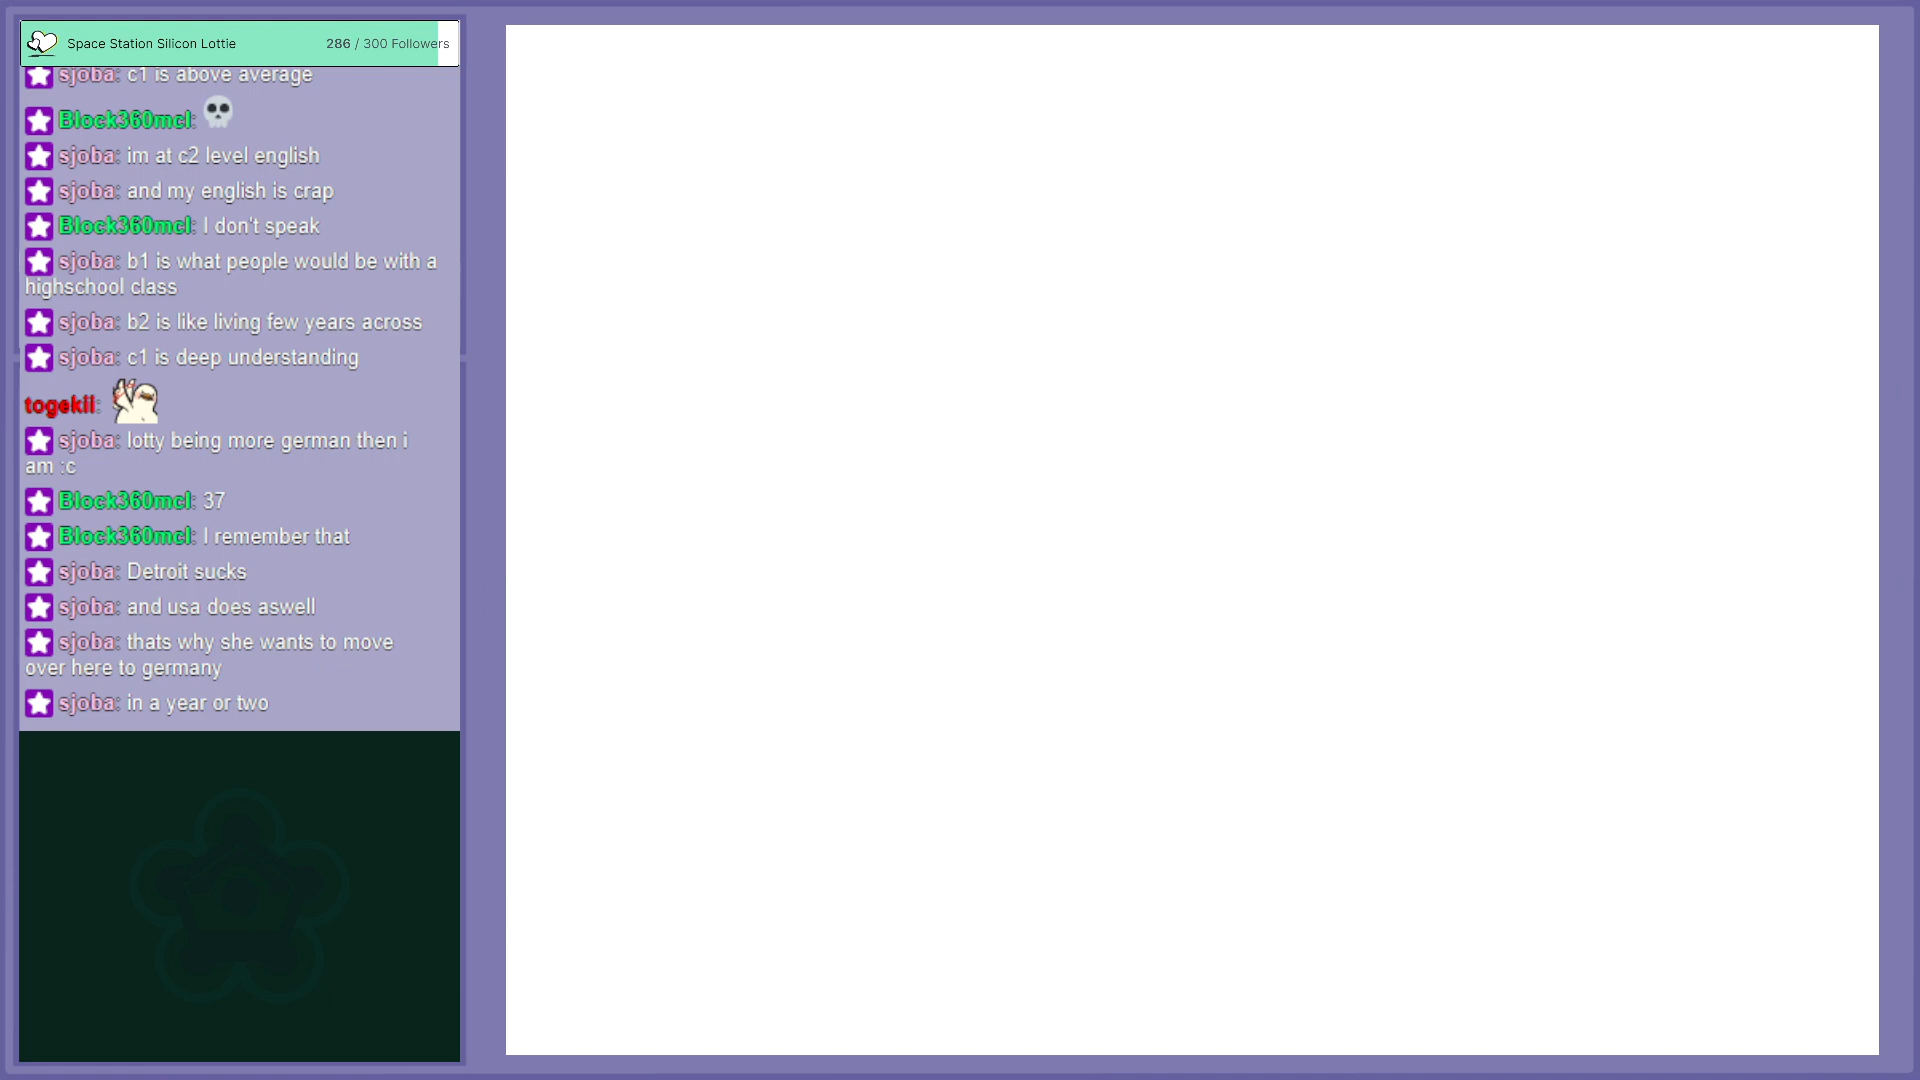 Space Station Silicon Lottie 286 / 300 Followers
sjoba: c1 is above average
Block360mcl:
sjoba: im at c2 level english
sjoba: and my english is crap
Block360mcl: I don't speak
sjoba: b1 is what people would be with a
highschool class
sjoba: b2 is like living few years across
sjoba: c1 is deep understanding
togekii:
sjoba: lotty being more german then i
am :c
Block360mcl: 37
Block360mcl: I remember that
sjoba: Detroit sucks
sjoba: and usa does aswell
sjoba: thats why she wants to move
over here to germany
sjoba: in a year or two